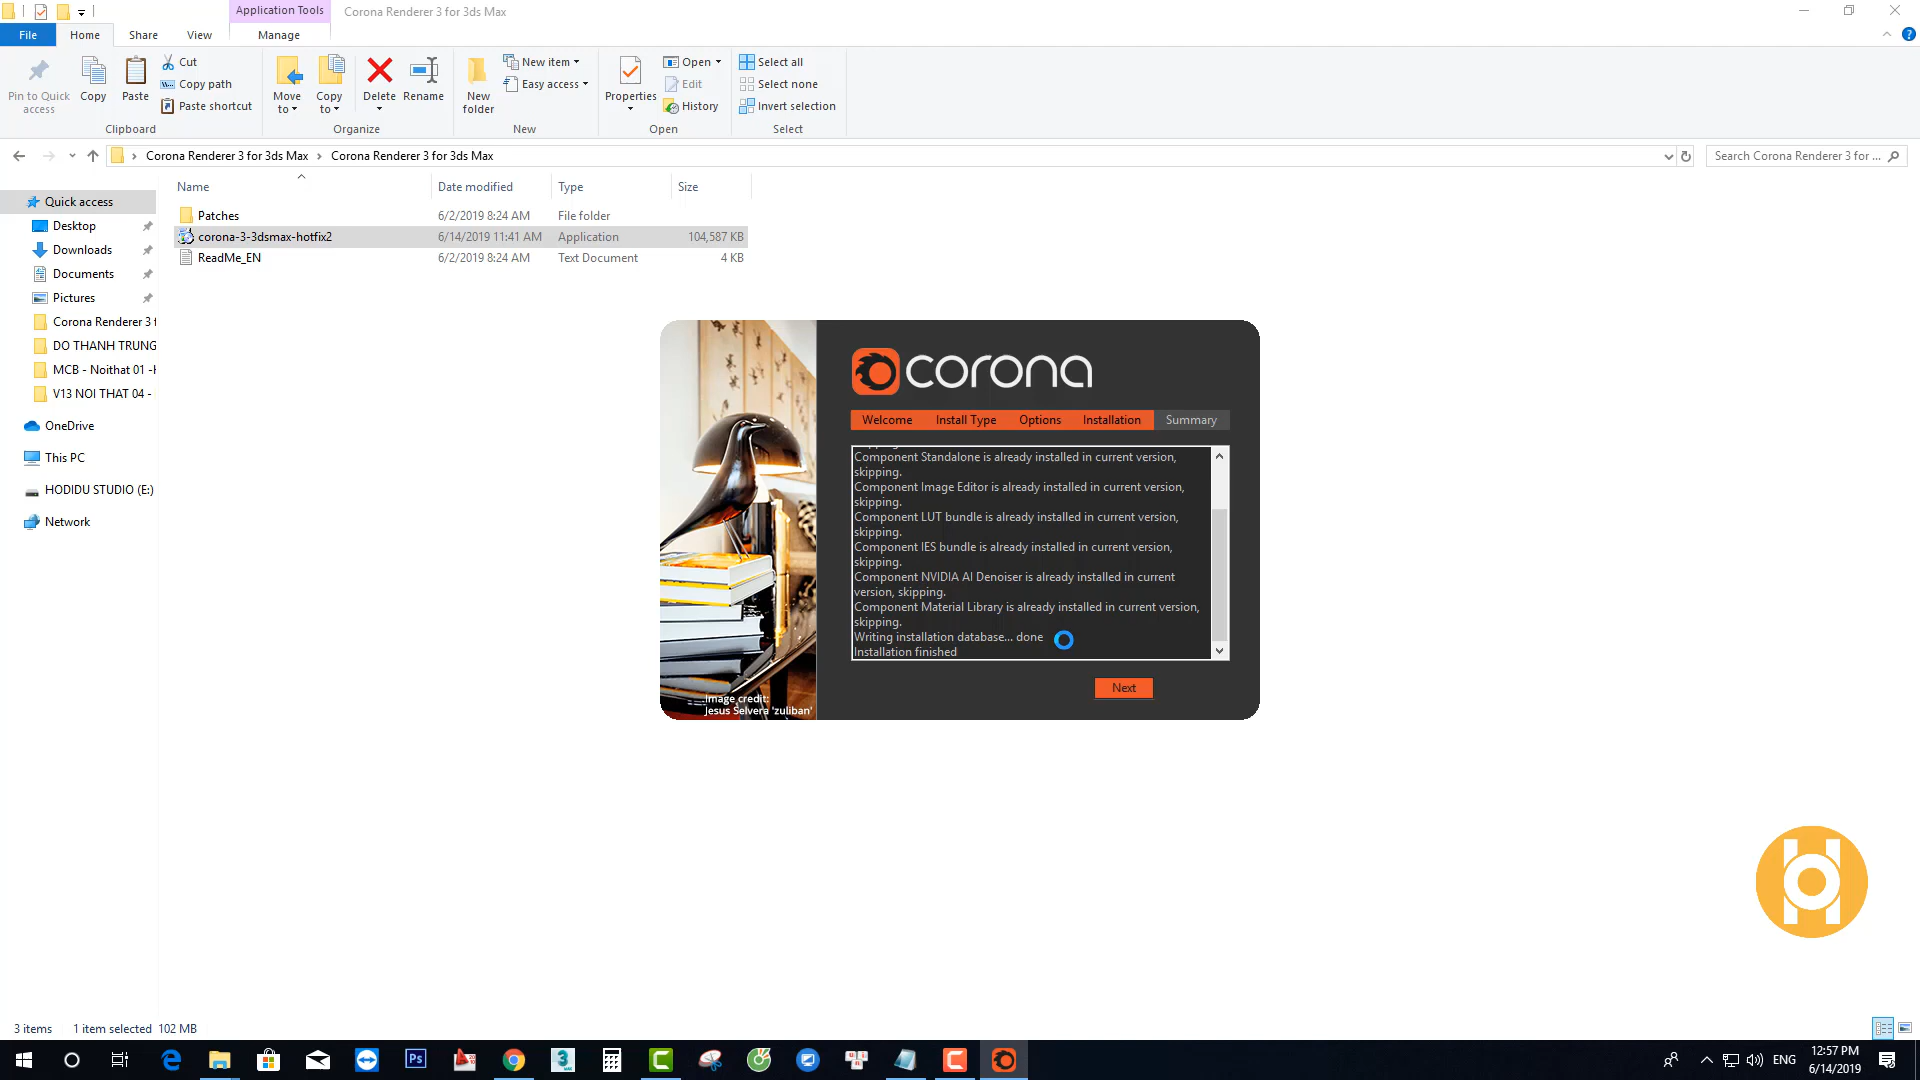 Application Tools
Corona Renderer 3 for 3ds Max
File
Home
Share
View
Manage
Pin to Quick
access
Copy
Paste
Cut
Copy path
Paste shortcut
Clipboard
Move
to
Copy
to
Delete
Rename
Organize
New
folder
New item
Easy access
New
Properties
Open
Edit
History
Open
Select all
Select none
Invert selection
Select
Corona Renderer 3 for 3ds Max
Corona Renderer 3 for 3ds Max
Search Corona Renderer 3 for ...
Name
Date modified
Type
Size
Patches
6/2/2019 8:24 AM
File folder
corona-3-3dsmax-hotfix2
6/14/2019 11:41 AM
Application
104,587 KB
ReadMe_EN
6/2/2019 8:24 AM
Text Document
4 KB
Quick access
Desktop
Downloads
Documents
Pictures
Corona Renderer 3 f
DO THANH TRUNG
MCB - Noithat 01 -H
V13 NOI THAT 04 -
OneDrive
This PC
HODIDU STUDIO (E:)
Network
corona
Welcome
Install Type
Options
Installation
Summary
Component Standalone is already installed in current version,
skipping.
Component Image Editor is already installed in current version,
skipping.
Component LUT bundle is already installed in current version,
skipping.
Component IES bundle is already installed in current version,
skipping.
Component NVIDIA AI Denoiser is already installed in current
version, skipping.
Component Material Library is already installed in current version,
skipping.
Writing installation database... done
Installation finished
Next
Image credit:
Jesus Selvera 'zuliban'
3 items
1 item selected
102 MB
Ps
ENG
12:57 PM
6/14/2019